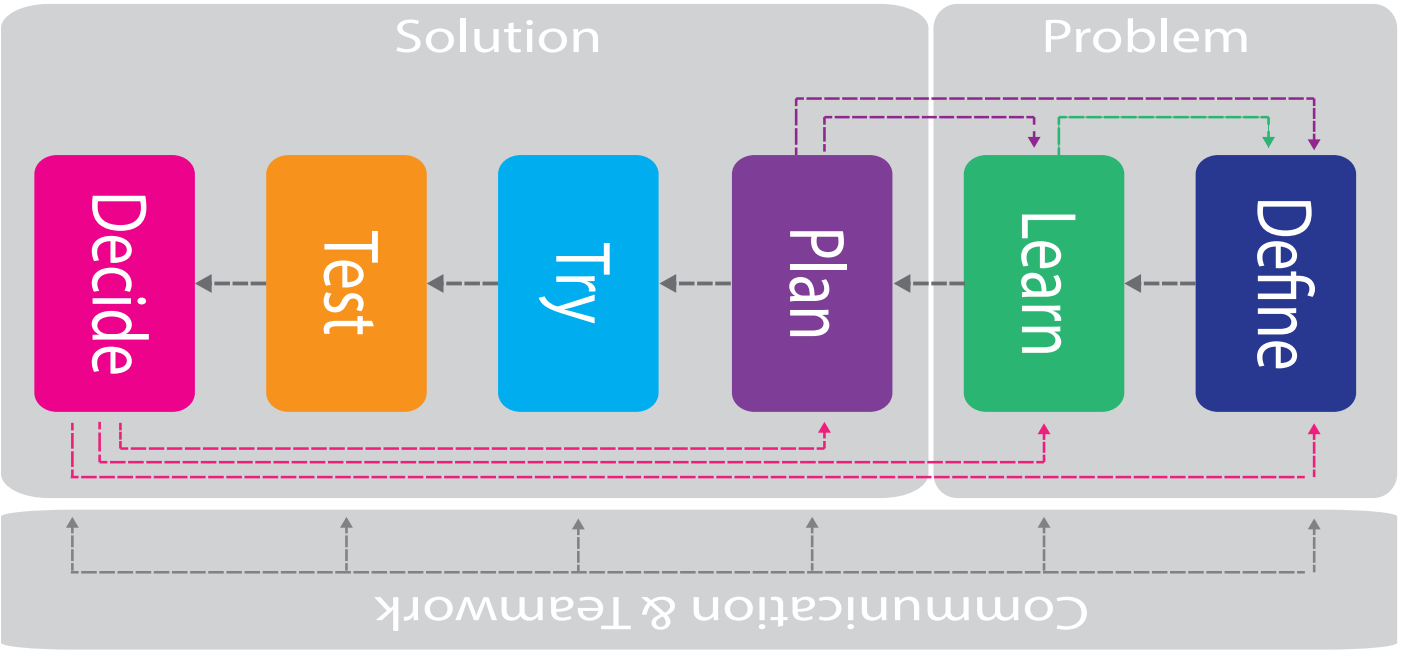 Solution
Problem
Decide
Test
Try
Plan
Learn
Define
Communication & Teamwork